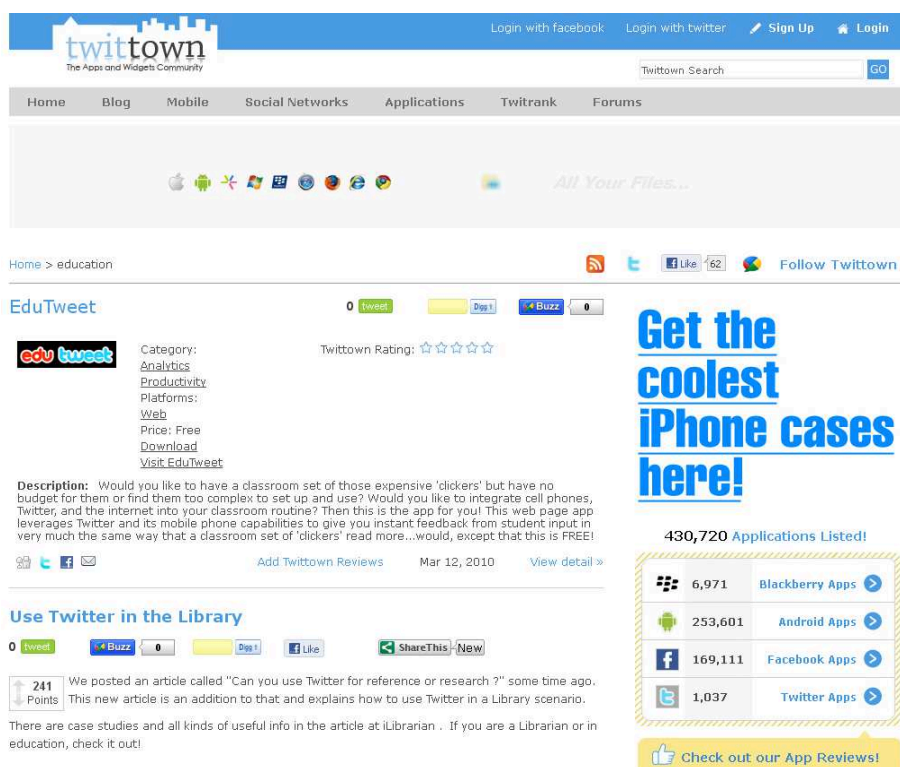 Login with facebook Login with twitter Sign Up Login
twittown
The Apps and Widgets Community
Twittown Search GO
Home Blog Mobile Social Networks Applications Twitrank Forums
All Your Files...
Home > education
Like 62 Follow Twittown
EduTweet 0 tweet Digg Buzz 0
edu tweet
Category:
Analytics
Productivity
Platforms:
Web
Price: Free
Download
Visit EduTweet
Twittown Rating:
Description: Would you like to have a classroom set of those expensive 'clickers' but have no
budget for them or find them too complex to set up and use? Would you like to integrate cell phones,
Twitter, and the internet into your classroom routine? Then this is the app for you! This web page app
leverages Twitter and its mobile phone capabilities to give you instant feedback from student input in
very much the same way that a classroom set of 'clickers' read more...would, except that this is FREE!
Add Twittown Reviews Mar 12, 2010 View detail »
Use Twitter in the Library
0 tweet Buzz 0 Digg Like ShareThis New
241
Points
We posted an article called "Can you use Twitter for reference or research ?" some time ago.
This new article is an addition to that and explains how to use Twitter in a Library scenario.
There are case studies and all kinds of useful info in the article at iLibrarian . If you are a Librarian or in
education, check it out!
Get the
coolest
iPhone cases
here!
430,720 Applications Listed!
6,971 Blackberry Apps
253,601 Android Apps
169,111 Facebook Apps
1,037 Twitter Apps
Check out our App Reviews!